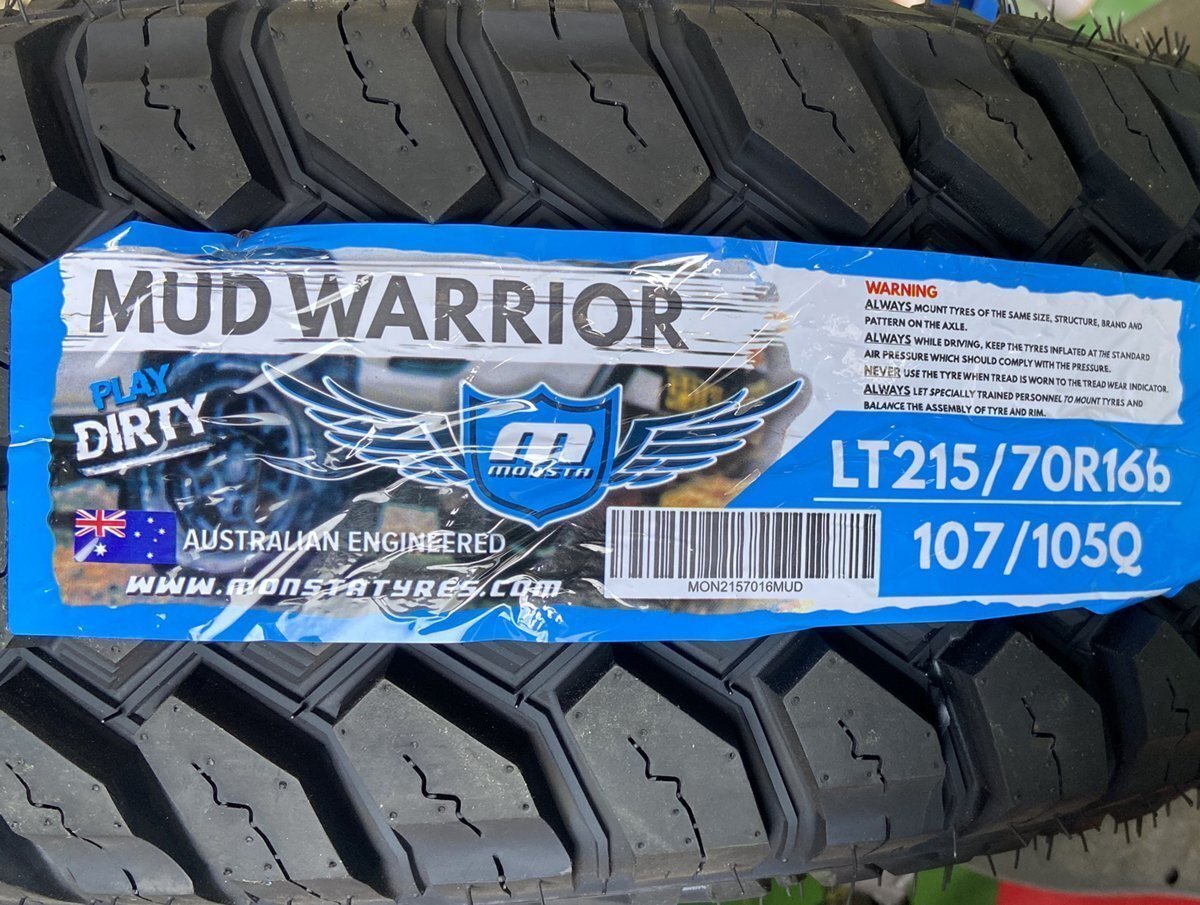 MUD WARRIOR
PLAY
DIRTY
M
MONSTA
AUSTRALIAN ENGINEERED
WWW.MONSTATYRES.COM
WARNING
ALWAYS MOUNT TYRES OF THE SAME SIZE, STRUCTURE, BRAND AND
PATTERN ON THE AXLE.
ALWAYS WHILE DRIVING, KEEP THE TYRES INFLATED AT THE STANDARD
AIR PRESSURE WHICH SHOULD COMPLY WITH THE PRESSURE.
NEVER USE THE TYRE WHEN TREAD IS WORN TO THE TREAD WEAR INDICATOR.
ALWAYS LET SPECIALLY TRAINED PERSONNEL TO MOUNT TYRES AND
BALANCE THE ASSEMBLY OF TYRE AND RIM.
LT215/70R16b
107/105Q
MON2157016MUD